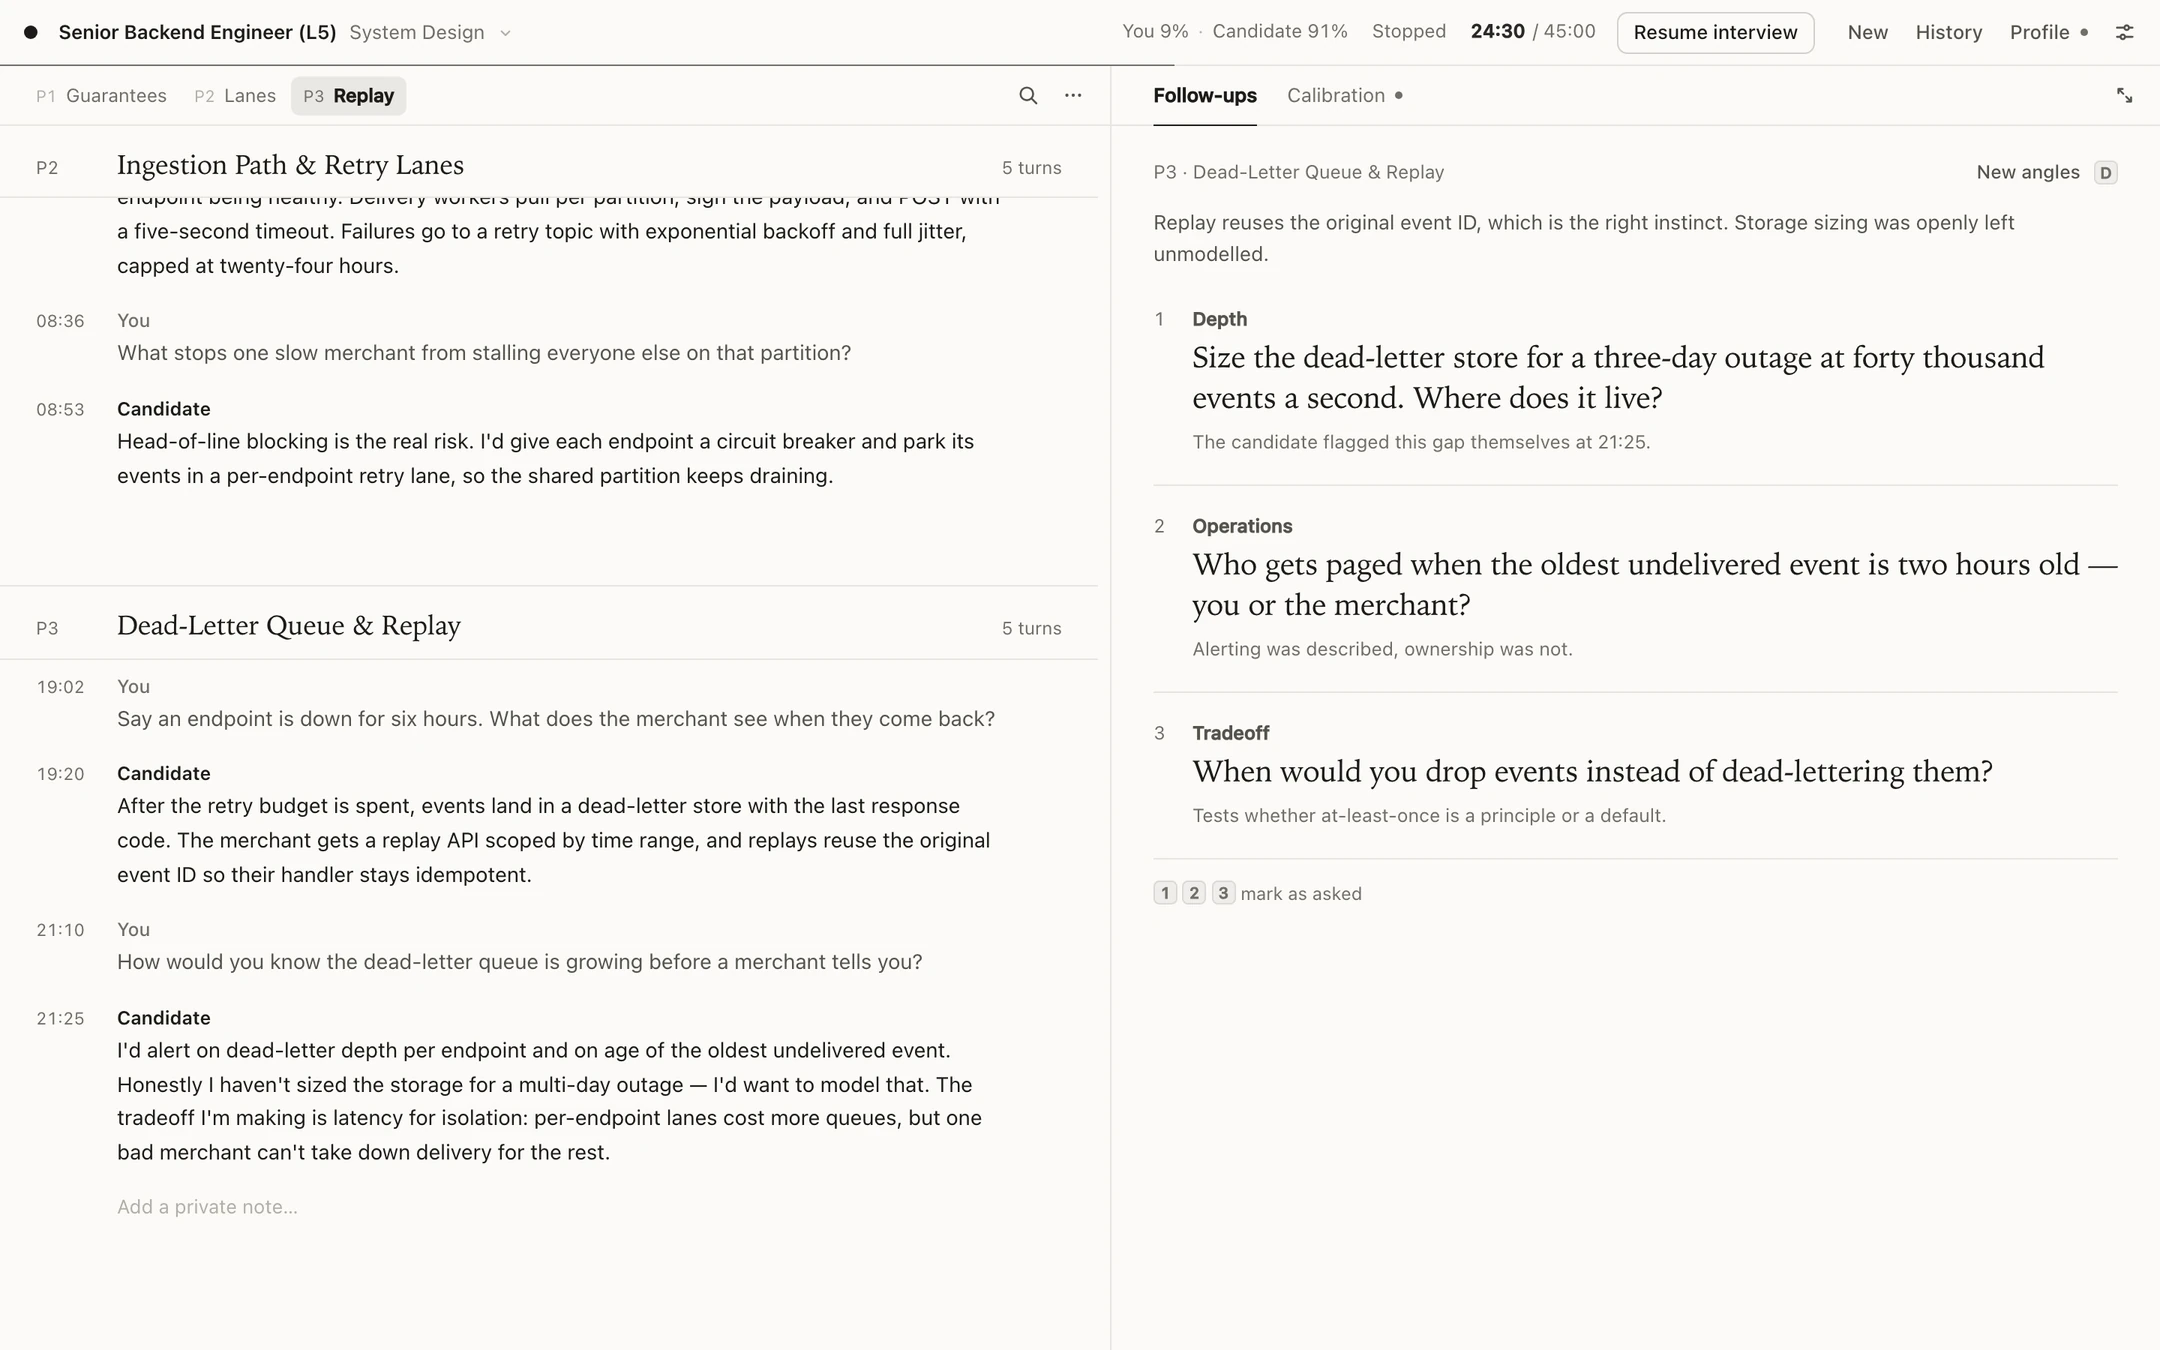 Senior Backend Engineer (L5) System Design
You 9% · Candidate 91% Stopped 24:30 / 45:00 Resume interview New History Profile
P1 Guarantees P2 Lanes P3 Replay
P2 Ingestion Path & Retry Lanes 5 turns
endpoint being healthy. Delivery workers pull per partition, sign the payload, and POST with
a five-second timeout. Failures go to a retry topic with exponential backoff and full jitter,
capped at twenty-four hours.
08:36 You
What stops one slow merchant from stalling everyone else on that partition?
08:53 Candidate
Head-of-line blocking is the real risk. I'd give each endpoint a circuit breaker and park its
events in a per-endpoint retry lane, so the shared partition keeps draining.
P3 Dead-Letter Queue & Replay 5 turns
19:02 You
Say an endpoint is down for six hours. What does the merchant see when they come back?
19:20 Candidate
After the retry budget is spent, events land in a dead-letter store with the last response
code. The merchant gets a replay API scoped by time range, and replays reuse the original
event ID so their handler stays idempotent.
21:10 You
How would you know the dead-letter queue is growing before a merchant tells you?
21:25 Candidate
I'd alert on dead-letter depth per endpoint and on age of the oldest undelivered event.
Honestly I haven't sized the storage for a multi-day outage — I'd want to model that. The
tradeoff I'm making is latency for isolation: per-endpoint lanes cost more queues, but one
bad merchant can't take down delivery for the rest.
Add a private note...
Follow-ups Calibration
P3 · Dead-Letter Queue & Replay New angles D
Replay reuses the original event ID, which is the right instinct. Storage sizing was openly left
unmodelled.
1 Depth
Size the dead-letter store for a three-day outage at forty thousand
events a second. Where does it live?
The candidate flagged this gap themselves at 21:25.
2 Operations
Who gets paged when the oldest undelivered event is two hours old —
you or the merchant?
Alerting was described, ownership was not.
3 Tradeoff
When would you drop events instead of dead-lettering them?
Tests whether at-least-once is a principle or a default.
1 2 3 mark as asked